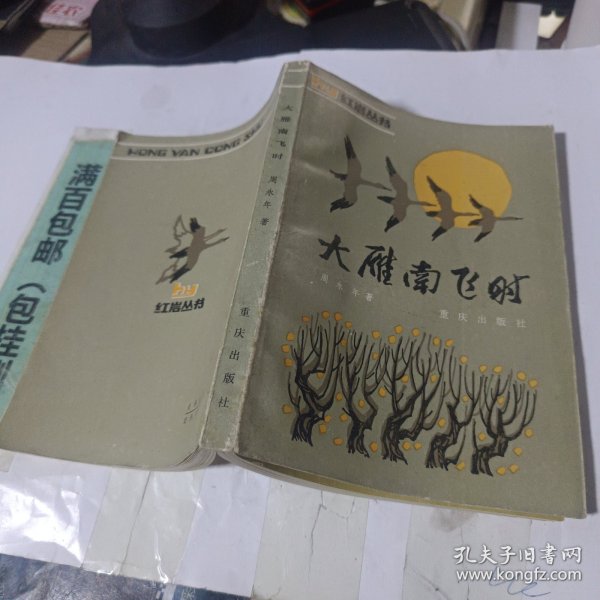 红岩丛书
大雁南飞时
周永年著
重庆出版社
大雁南飞时
周永年著
重庆出版社
HONG YAN CONG SHU
红岩丛书
满百包邮（包挂
孔夫子旧书网
www.kongfz.com